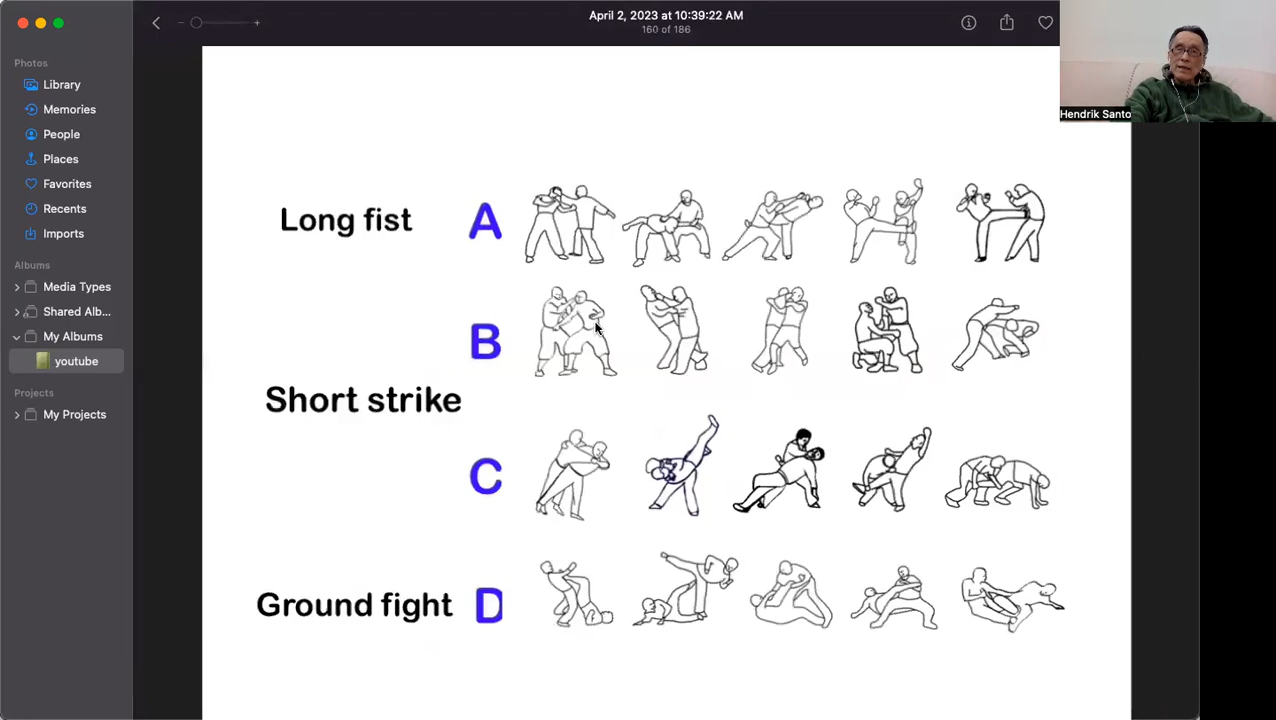 April 2, 2023 at 10:39:22 AM
160 of 186
Photos
Library
Memories
People
Places
Favorites
Recents
Imports
Albums
Media Types
Shared Alb...
My Albums
youtube
Projects
My Projects
Hendrik Santo
Long fist A
B
Short strike
C
Ground fight D